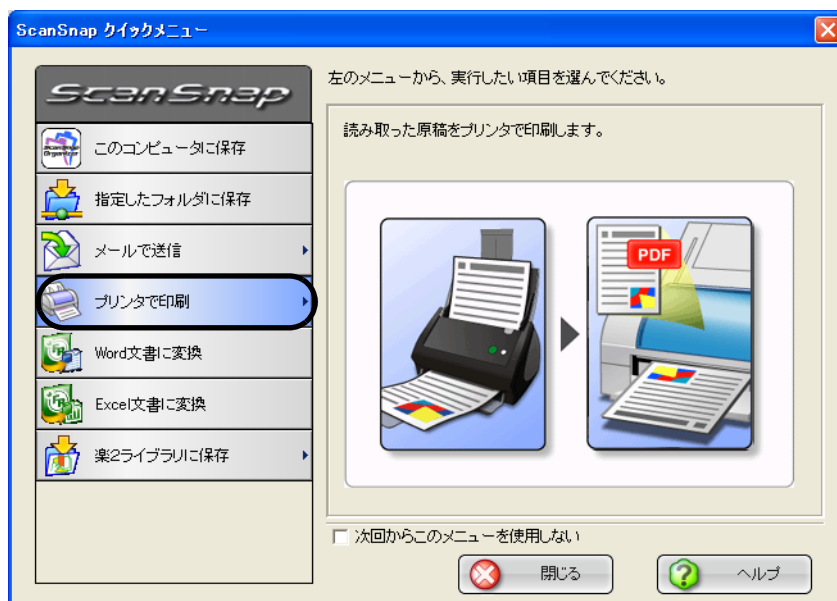 ScanSnap クイックメニュー
ScanSnap
左のメニューから、実行したい項目を選んでください。
このコンピュータに保存
指定したフォルダに保存
メールで送信
プリンタで印刷
Word文書に変換
Excel文書に変換
楽2ライブラリに保存
読み取った原稿をプリンタで印刷します。
PDF
次回からこのメニューを使用しない
閉じる
ヘルプ